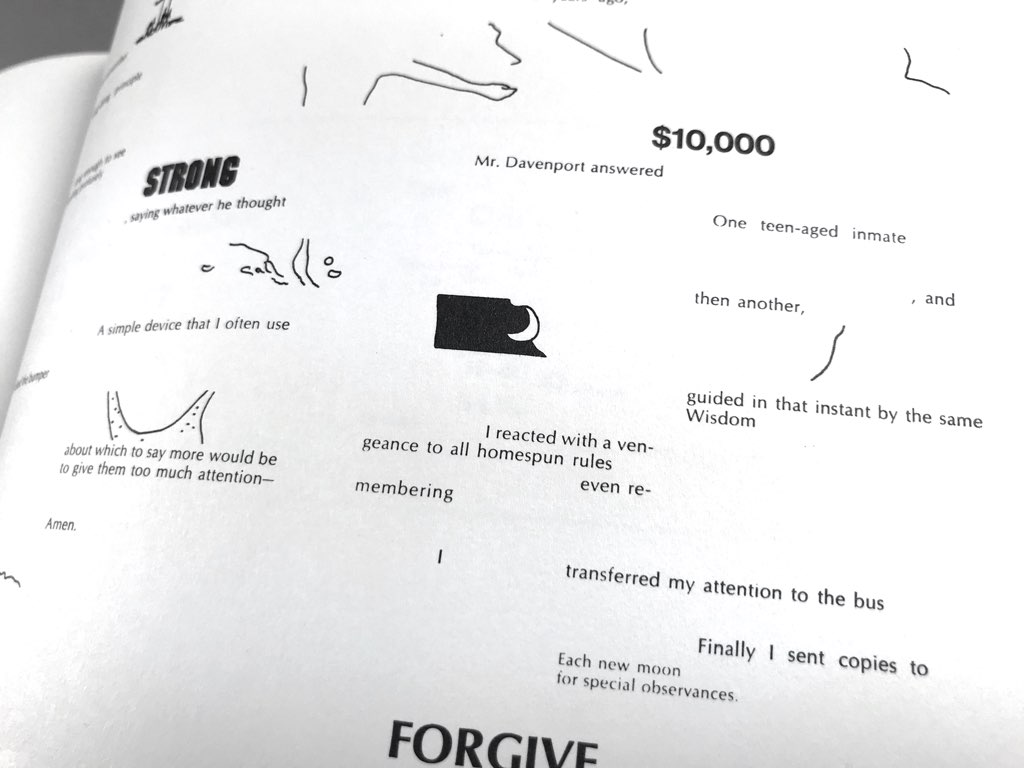 $10,000
Mr. Davenport answered
STRONG
, saying whatever he thought
One teen-aged inmate
then another, , and
A simple device that I often use
guided in that instant by the same
Wisdom
I reacted with a ven-
geance to all homespun rules
about which to say more would be
to give them too much attention—
even re-
membering
Amen.
I transferred my attention to the bus
Finally I sent copies to
Each new moon
for special observances.
FORGIVE